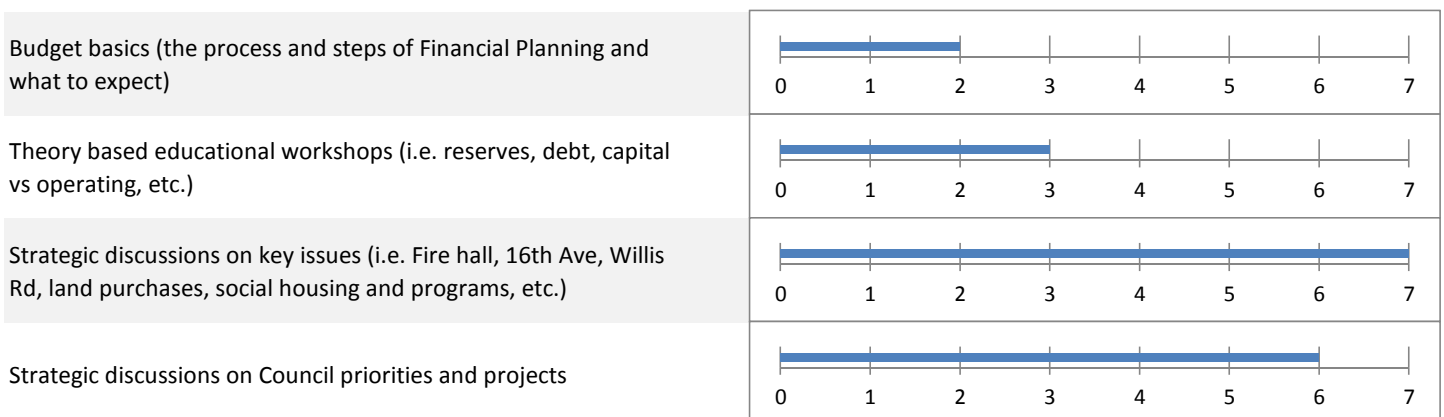 Budget basics (the process and steps of Financial Planning and
what to expect)
0 1 2 3 4 5 6 7
Theory based educational workshops (i.e. reserves, debt, capital
vs operating, etc.)
0 1 2 3 4 5 6 7
Strategic discussions on key issues (i.e. Fire hall, 16th Ave, Willis
Rd, land purchases, social housing and programs, etc.)
0 1 2 3 4 5 6 7
Strategic discussions on Council priorities and projects
0 1 2 3 4 5 6 7